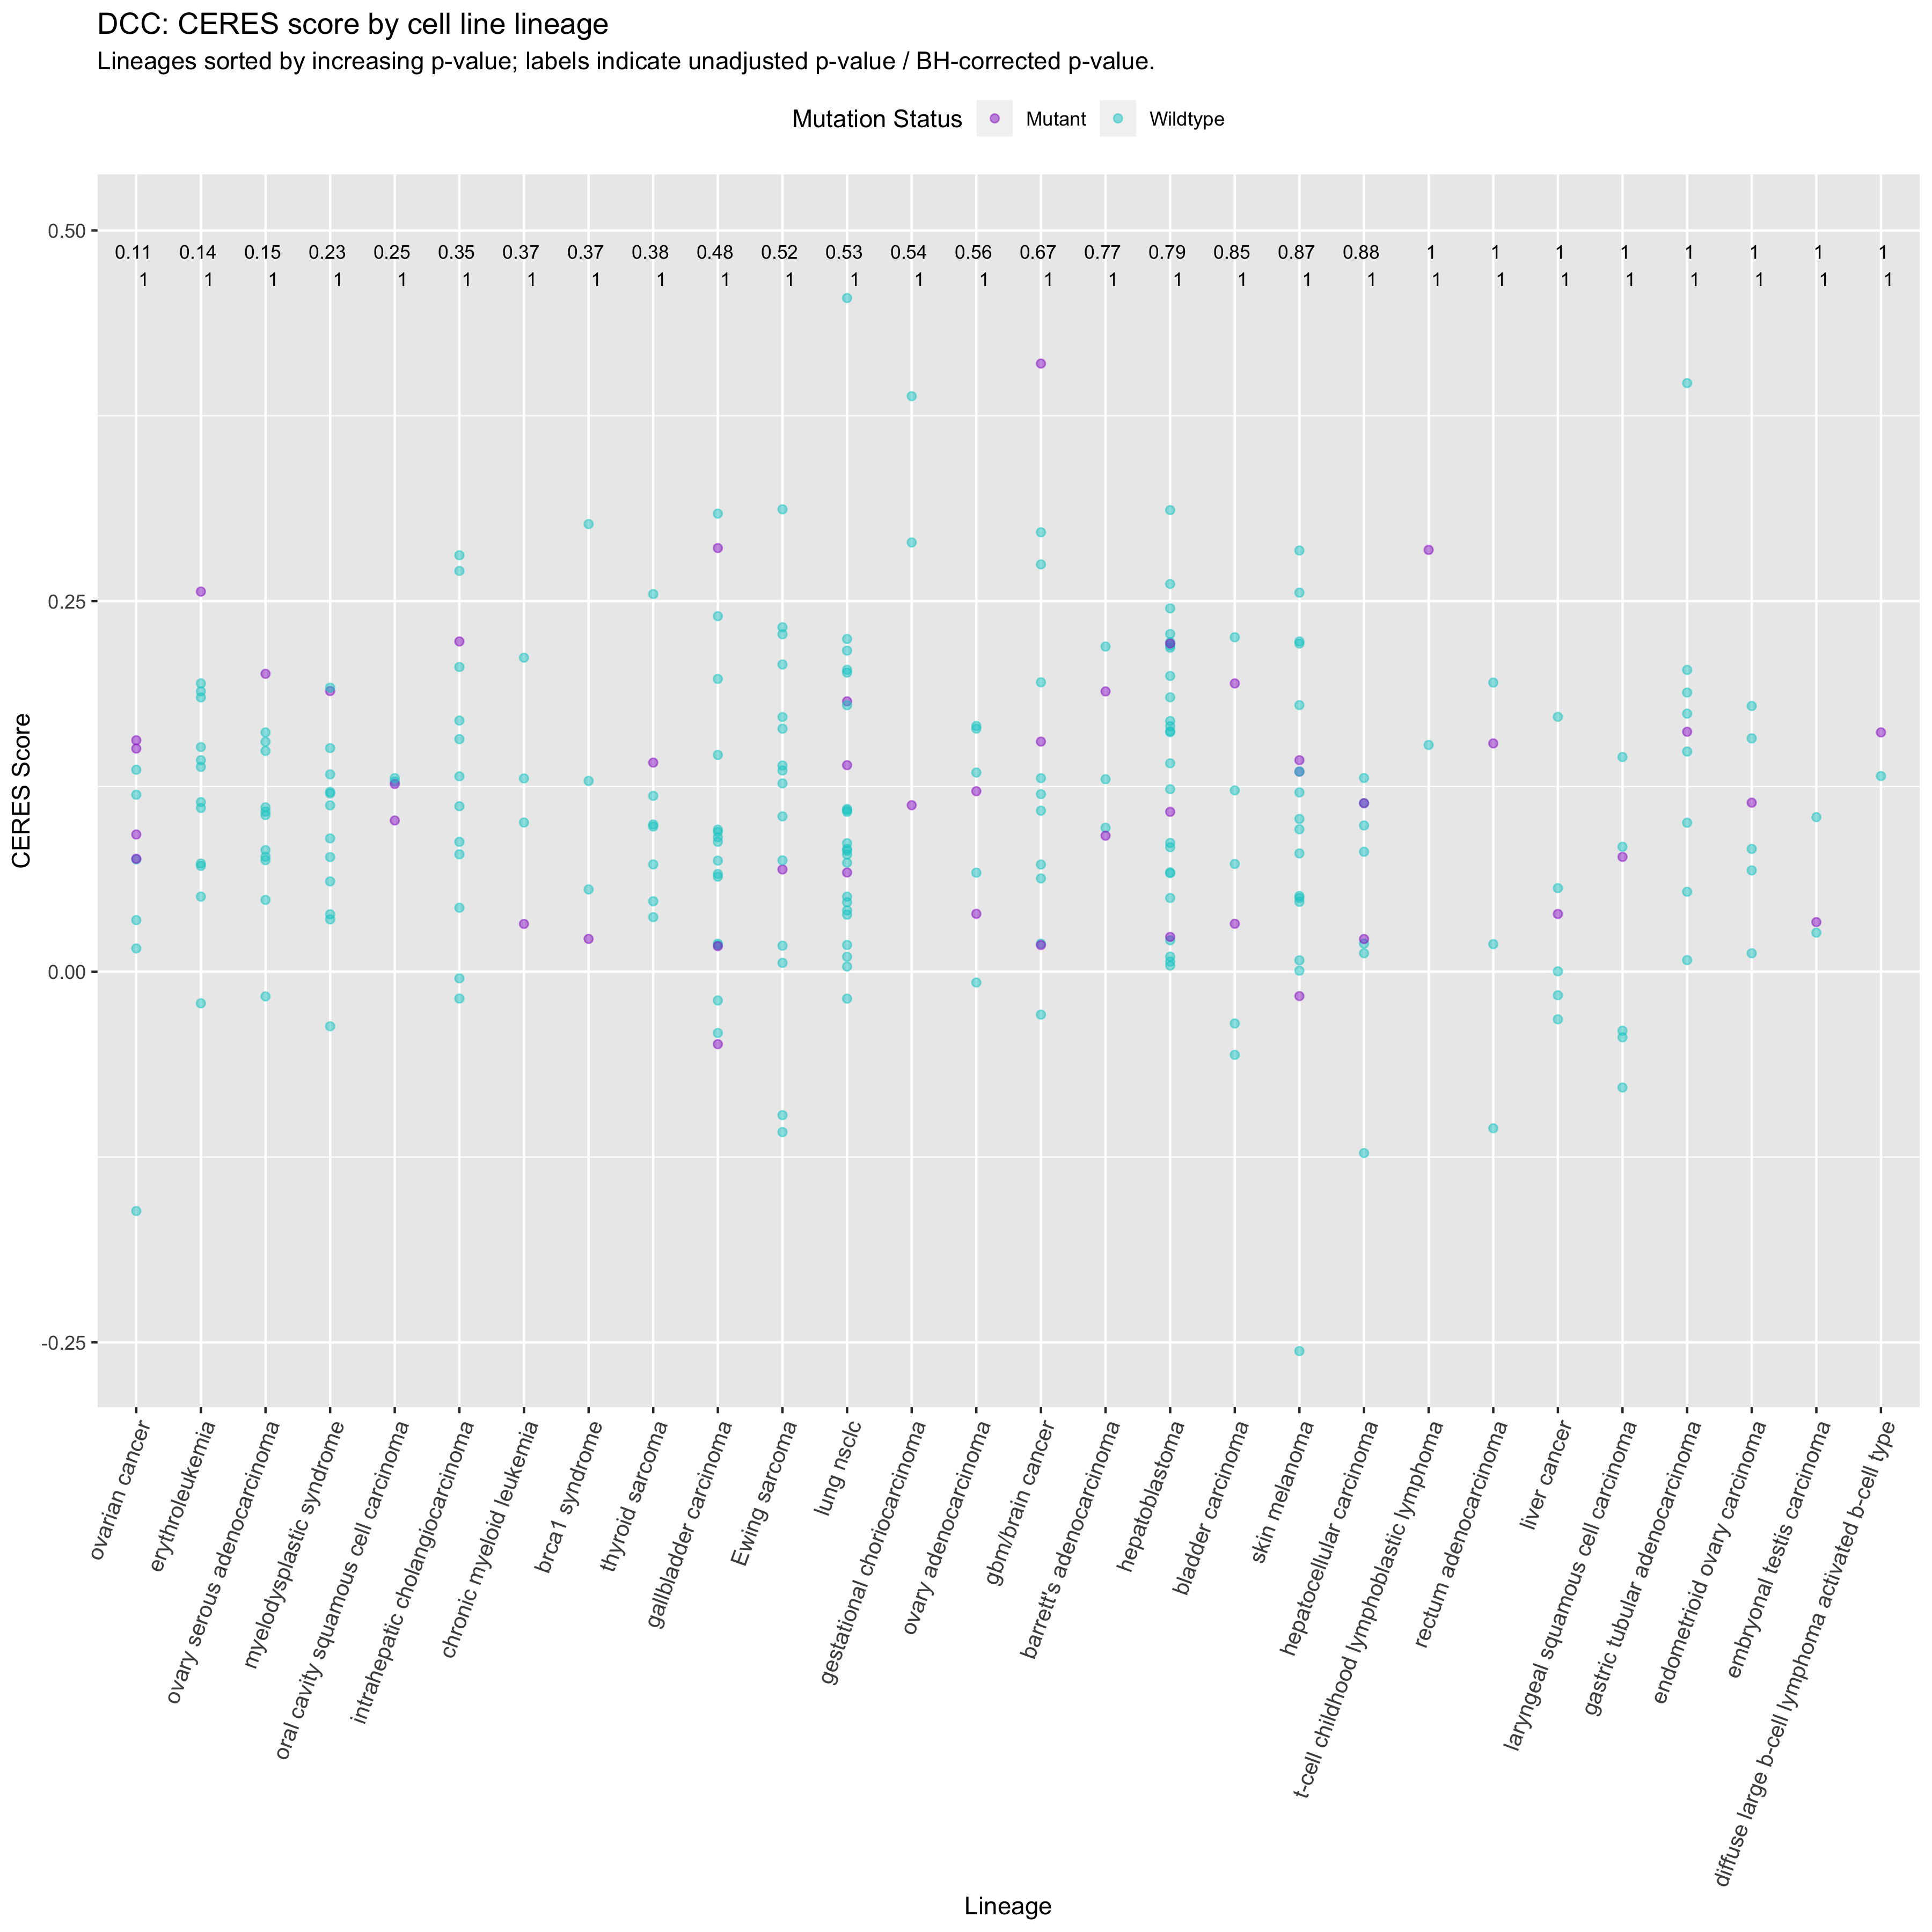 DCC: CERES score by cell line lineage
Lineages sorted by increasing p-value; labels indicate unadjusted p-value / BH-corrected p-value.
Mutation Status Mutant Wildtype
0.50
0.11 0.14 0.15 0.23 0.25 0.35 0.37 0.37 0.38 0.48 0.52 0.53 0.54 0.56 0.67 0.77 0.79 0.85 0.87 0.88 1 1 1 1 1 1 1 1
1 1 1 1 1 1 1 1 1 1 1 1 1 1 1 1 1 1 1 1 1 1 1 1 1 1 1 1
0.25
0.00
-0.25
CERES Score
ovarian cancer
erythroleukemia
ovary serous adenocarcinoma
myelodysplastic syndrome
oral cavity squamous cell carcinoma
intrahepatic cholangiocarcinoma
chronic myeloid leukemia
brca1 syndrome
thyroid sarcoma
gallbladder carcinoma
Ewing sarcoma
lung nsclc
gestational choriocarcinoma
ovary adenocarcinoma
gbm/brain cancer
barrett's adenocarcinoma
hepatoblastoma
bladder carcinoma
skin melanoma
hepatocellular carcinoma
t-cell childhood lymphoblastic lymphoma
rectum adenocarcinoma
liver cancer
laryngeal squamous cell carcinoma
gastric tubular adenocarcinoma
endometrioid ovary carcinoma
embryonal testis carcinoma
diffuse large b-cell lymphoma activated b-cell type
Lineage